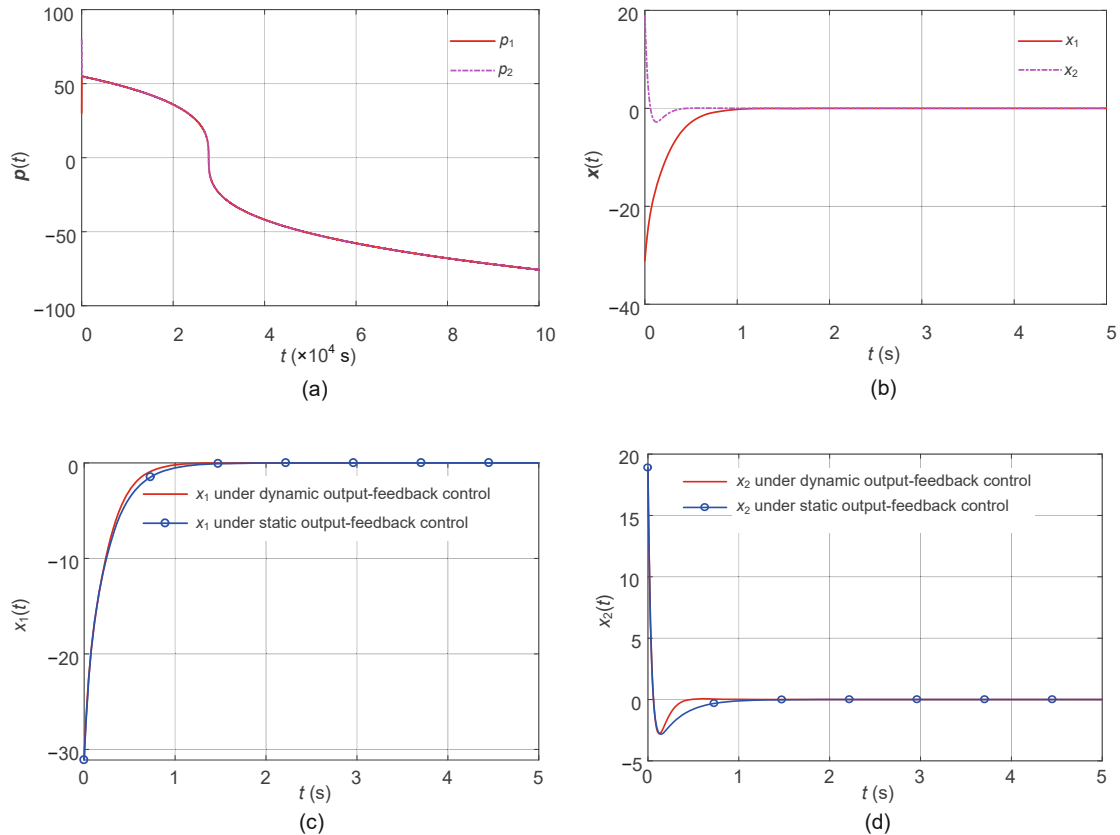 100
50
0
−50
−100
p(t)
p1
p2
0 2 4 6 8 10
t (×10⁴ s)
(a)
20
0
−20
−40
x(t)
x1
x2
0 1 2 3 4 5
t (s)
(b)
0
−10
−20
−30
x1(t)
x1 under dynamic output-feedback control
x1 under static output-feedback control
0 1 2 3 4 5
t (s)
(c)
20
15
10
5
0
−5
x2(t)
x2 under dynamic output-feedback control
x2 under static output-feedback control
0 1 2 3 4 5
t (s)
(d)